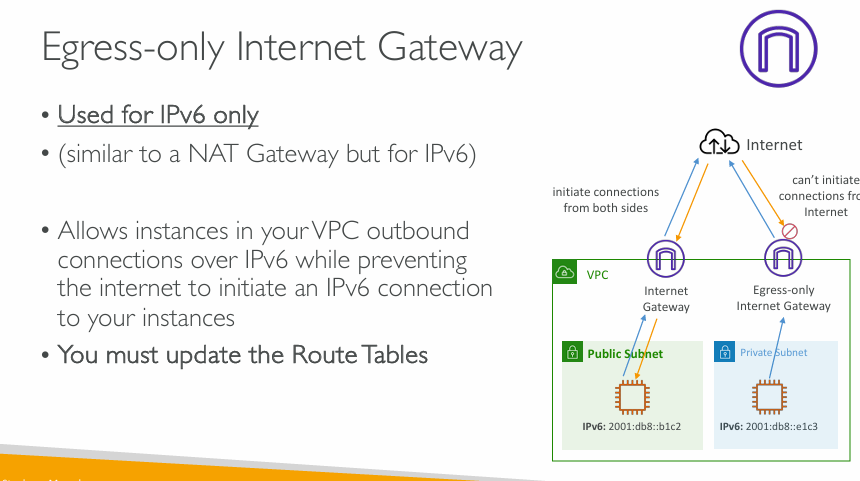 Egress-only Internet Gateway
• Used for IPv6 only
• (similar to a NAT Gateway but for IPv6)
• Allows instances in your VPC outbound
connections over IPv6 while preventing
the internet to initiate an IPv6 connection
to your instances
• You must update the Route Tables
Internet
initiate connections
from both sides
can't initiate
connections fro
Internet
VPC
Internet
Gateway
Egress-only
Internet Gateway
Public Subnet
Private Subnet
IPv6: 2001:db8::b1c2
IPv6: 2001:db8::e1c3